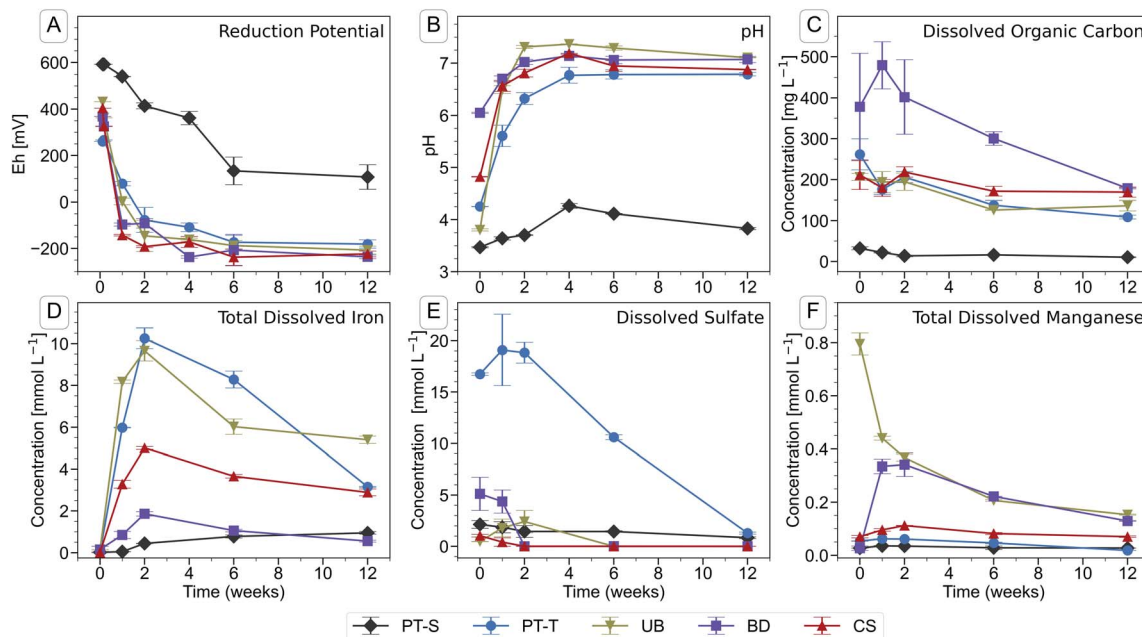 A
Reduction Potential
Eh [mV]
600
400
200
0
−200
0 2 4 6 8 10 12
B
pH
pH
7
6
5
4
3
0 2 4 6 8 10 12
C
Dissolved Organic Carbon
Concentration [mg L⁻¹]
500
400
300
200
100
0
0 2 4 6 8 10 12
D
Total Dissolved Iron
Concentration [mmol L⁻¹]
10
8
6
4
2
0
0 2 4 6 8 10 12
Time (weeks)
E
Dissolved Sulfate
Concentration [mmol L⁻¹]
20
15
10
5
0
0 2 4 6 8 10 12
Time (weeks)
F
Total Dissolved Manganese
Concentration [mmol L⁻¹]
0.8
0.6
0.4
0.2
0.0
0 2 4 6 8 10 12
Time (weeks)
PT-S PT-T UB BD CS